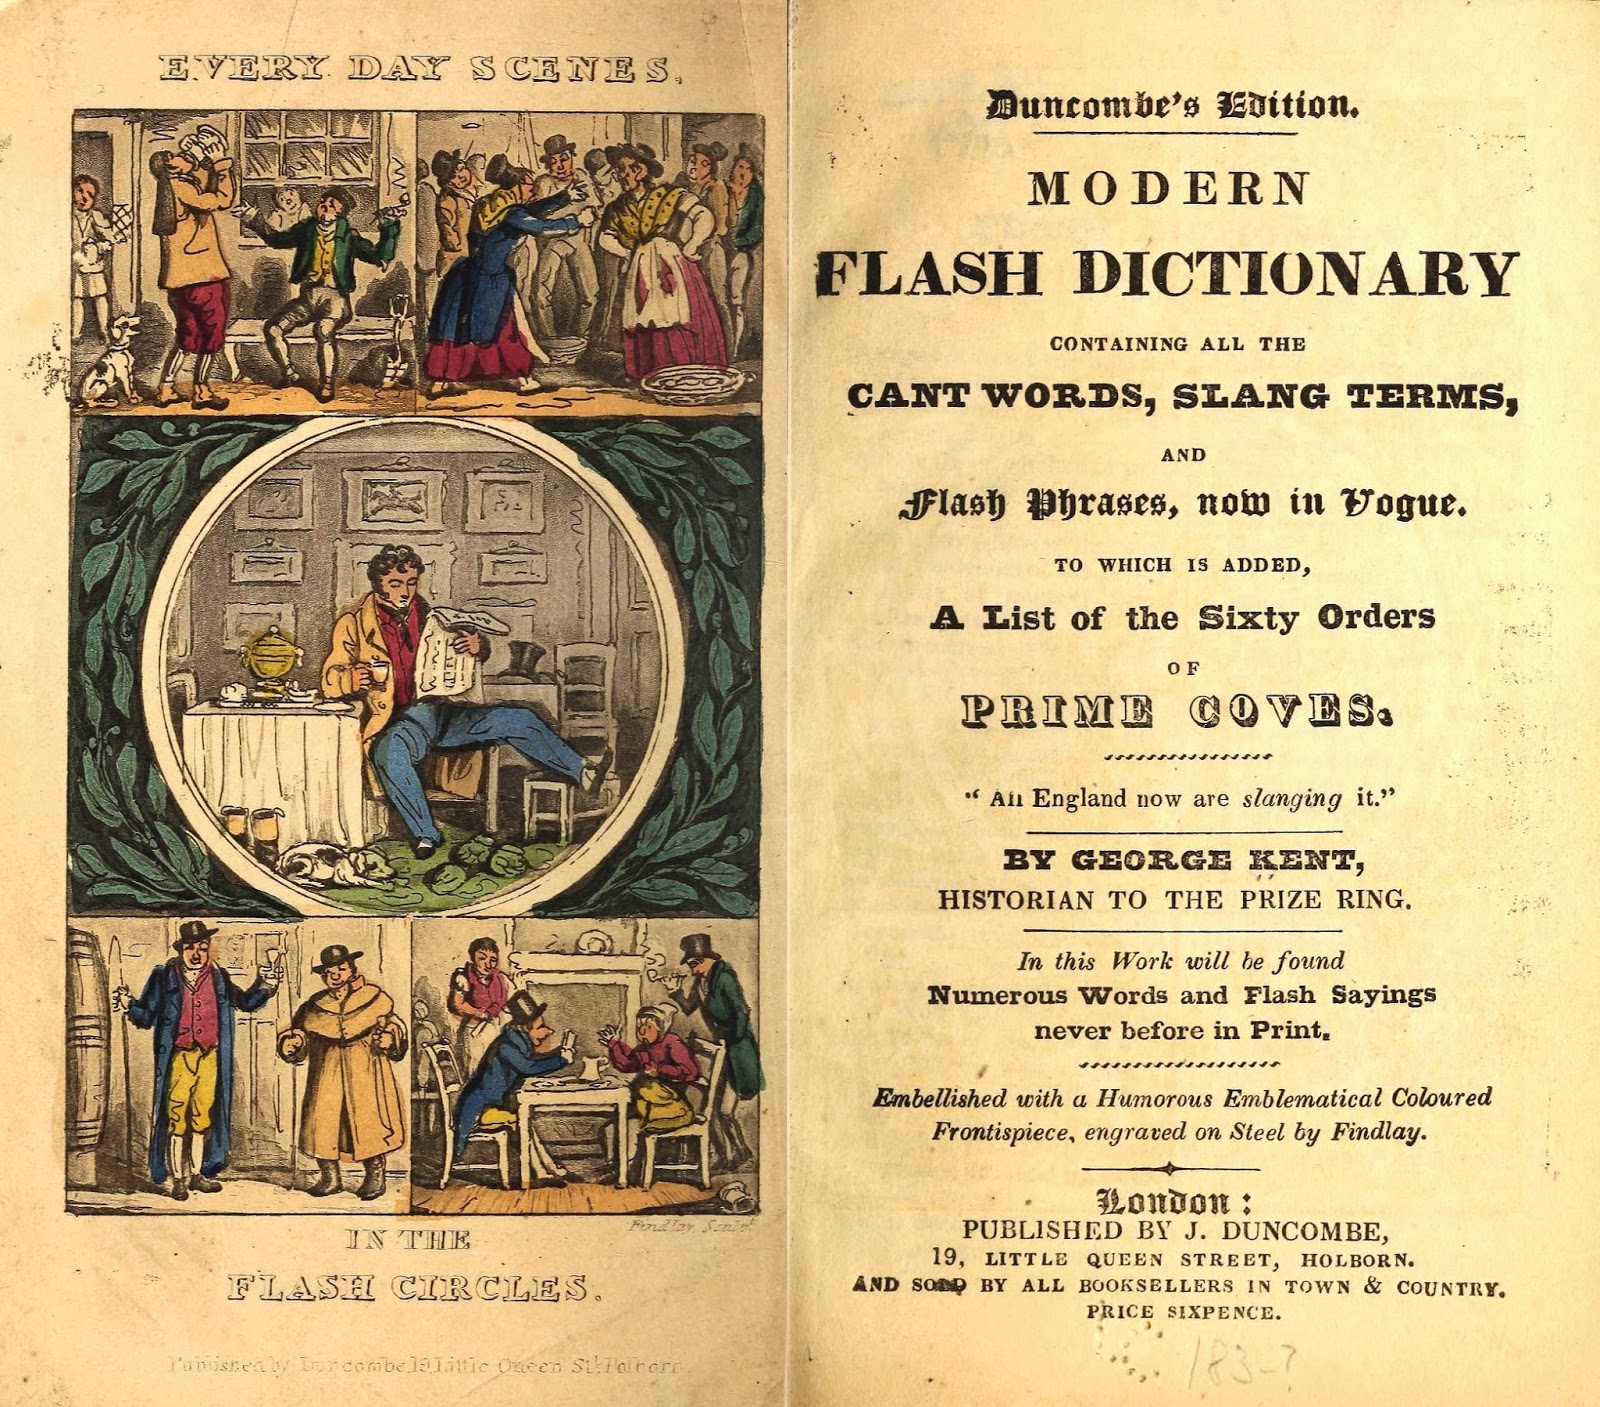 EVERY DAY SCENES,
Findlay Sculpt.
IN THE
FLASH CIRCLES.
Published by Duncombe, 19 Little Queen St. Holborn.
Duncombe's Edition.
MODERN
FLASH DICTIONARY
CONTAINING ALL THE
CANT WORDS, SLANG TERMS,
AND
Flash Phrases, now in Vogue.
TO WHICH IS ADDED,
A List of the Sixty Orders
OF
PRIME COVES.
“ All England now are slanging it.”
BY GEORGE KENT,
HISTORIAN TO THE PRIZE RING.
In this Work will be found
Numerous Words and Flash Sayings
never before in Print.
Embellished with a Humorous Emblematical Coloured
Frontispiece, engraved on Steel by Findlay.
London:
PUBLISHED BY J. DUNCOMBE,
19, LITTLE QUEEN STREET, HOLBORN.
AND SOLD BY ALL BOOKSELLERS IN TOWN & COUNTRY.
PRICE SIXPENCE.
183-?